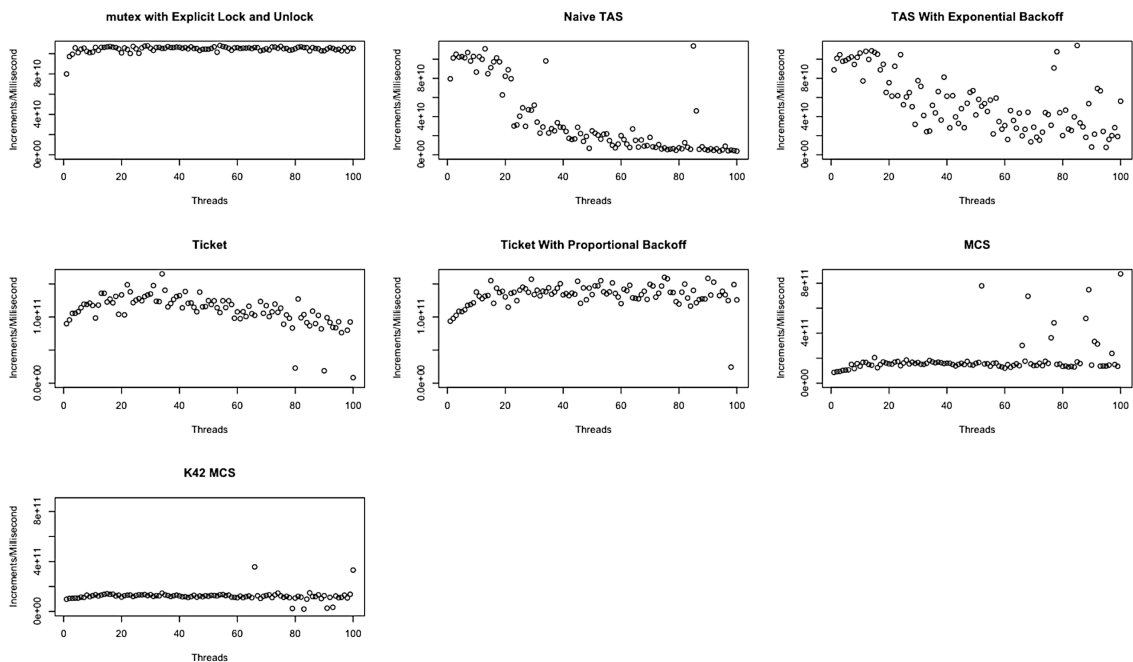 mutex with Explicit Lock and Unlock
Increments/Millisecond
0e+00 4e+10 8e+10
0 20 40 60 80 100
Threads
Naive TAS
Increments/Millisecond
0e+00 4e+10 8e+10
0 20 40 60 80 100
Threads
TAS With Exponential Backoff
Increments/Millisecond
0e+00 4e+10 8e+10
0 20 40 60 80 100
Threads
Ticket
Increments/Millisecond
0.0e+00 1.0e+11
0 20 40 60 80 100
Threads
Ticket With Proportional Backoff
Increments/Millisecond
0.0e+00 1.0e+11
0 20 40 60 80 100
Threads
MCS
Increments/Millisecond
0e+00 4e+11 8e+11
0 20 40 60 80 100
Threads
K42 MCS
Increments/Millisecond
0e+00 4e+11 8e+11
0 20 40 60 80 100
Threads